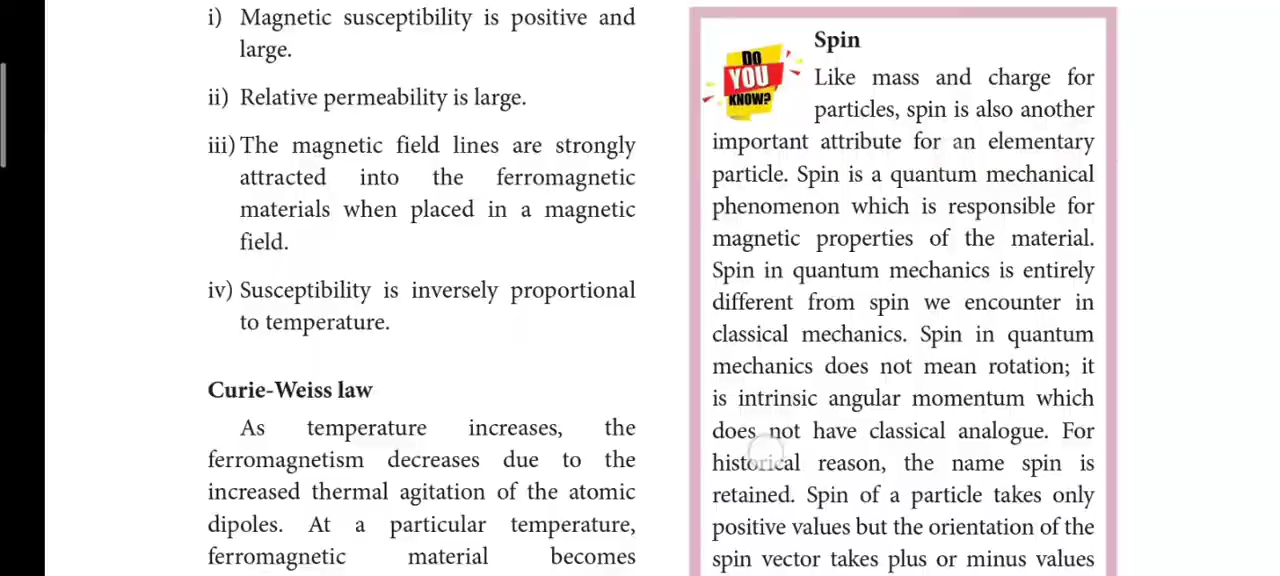 i) Magnetic susceptibility is positive and
large.
ii) Relative permeability is large.
iii) The magnetic field lines are strongly
attracted into the ferromagnetic
materials when placed in a magnetic
field.
iv) Susceptibility is inversely proportional
to temperature.
Curie-Weiss law
As temperature increases, the
ferromagnetism decreases due to the
increased thermal agitation of the atomic
dipoles. At a particular temperature,
ferromagnetic material becomes
DO
YOU
KNOW?
Spin
Like mass and charge for
particles, spin is also another
important attribute for an elementary
particle. Spin is a quantum mechanical
phenomenon which is responsible for
magnetic properties of the material.
Spin in quantum mechanics is entirely
different from spin we encounter in
classical mechanics. Spin in quantum
mechanics does not mean rotation; it
is intrinsic angular momentum which
does not have classical analogue. For
historical reason, the name spin is
retained. Spin of a particle takes only
positive values but the orientation of the
spin vector takes plus or minus values